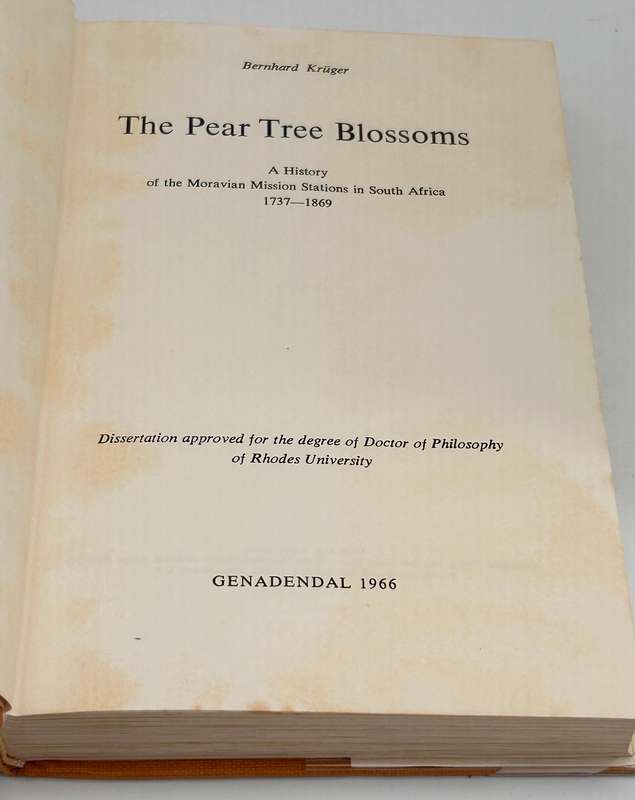 Bernhard Krüger
The Pear Tree Blossoms
A History
of the Moravian Mission Stations in South Africa
1737—1869
Dissertation approved for the degree of Doctor of Philosophy
of Rhodes University
GENADENDAL 1966